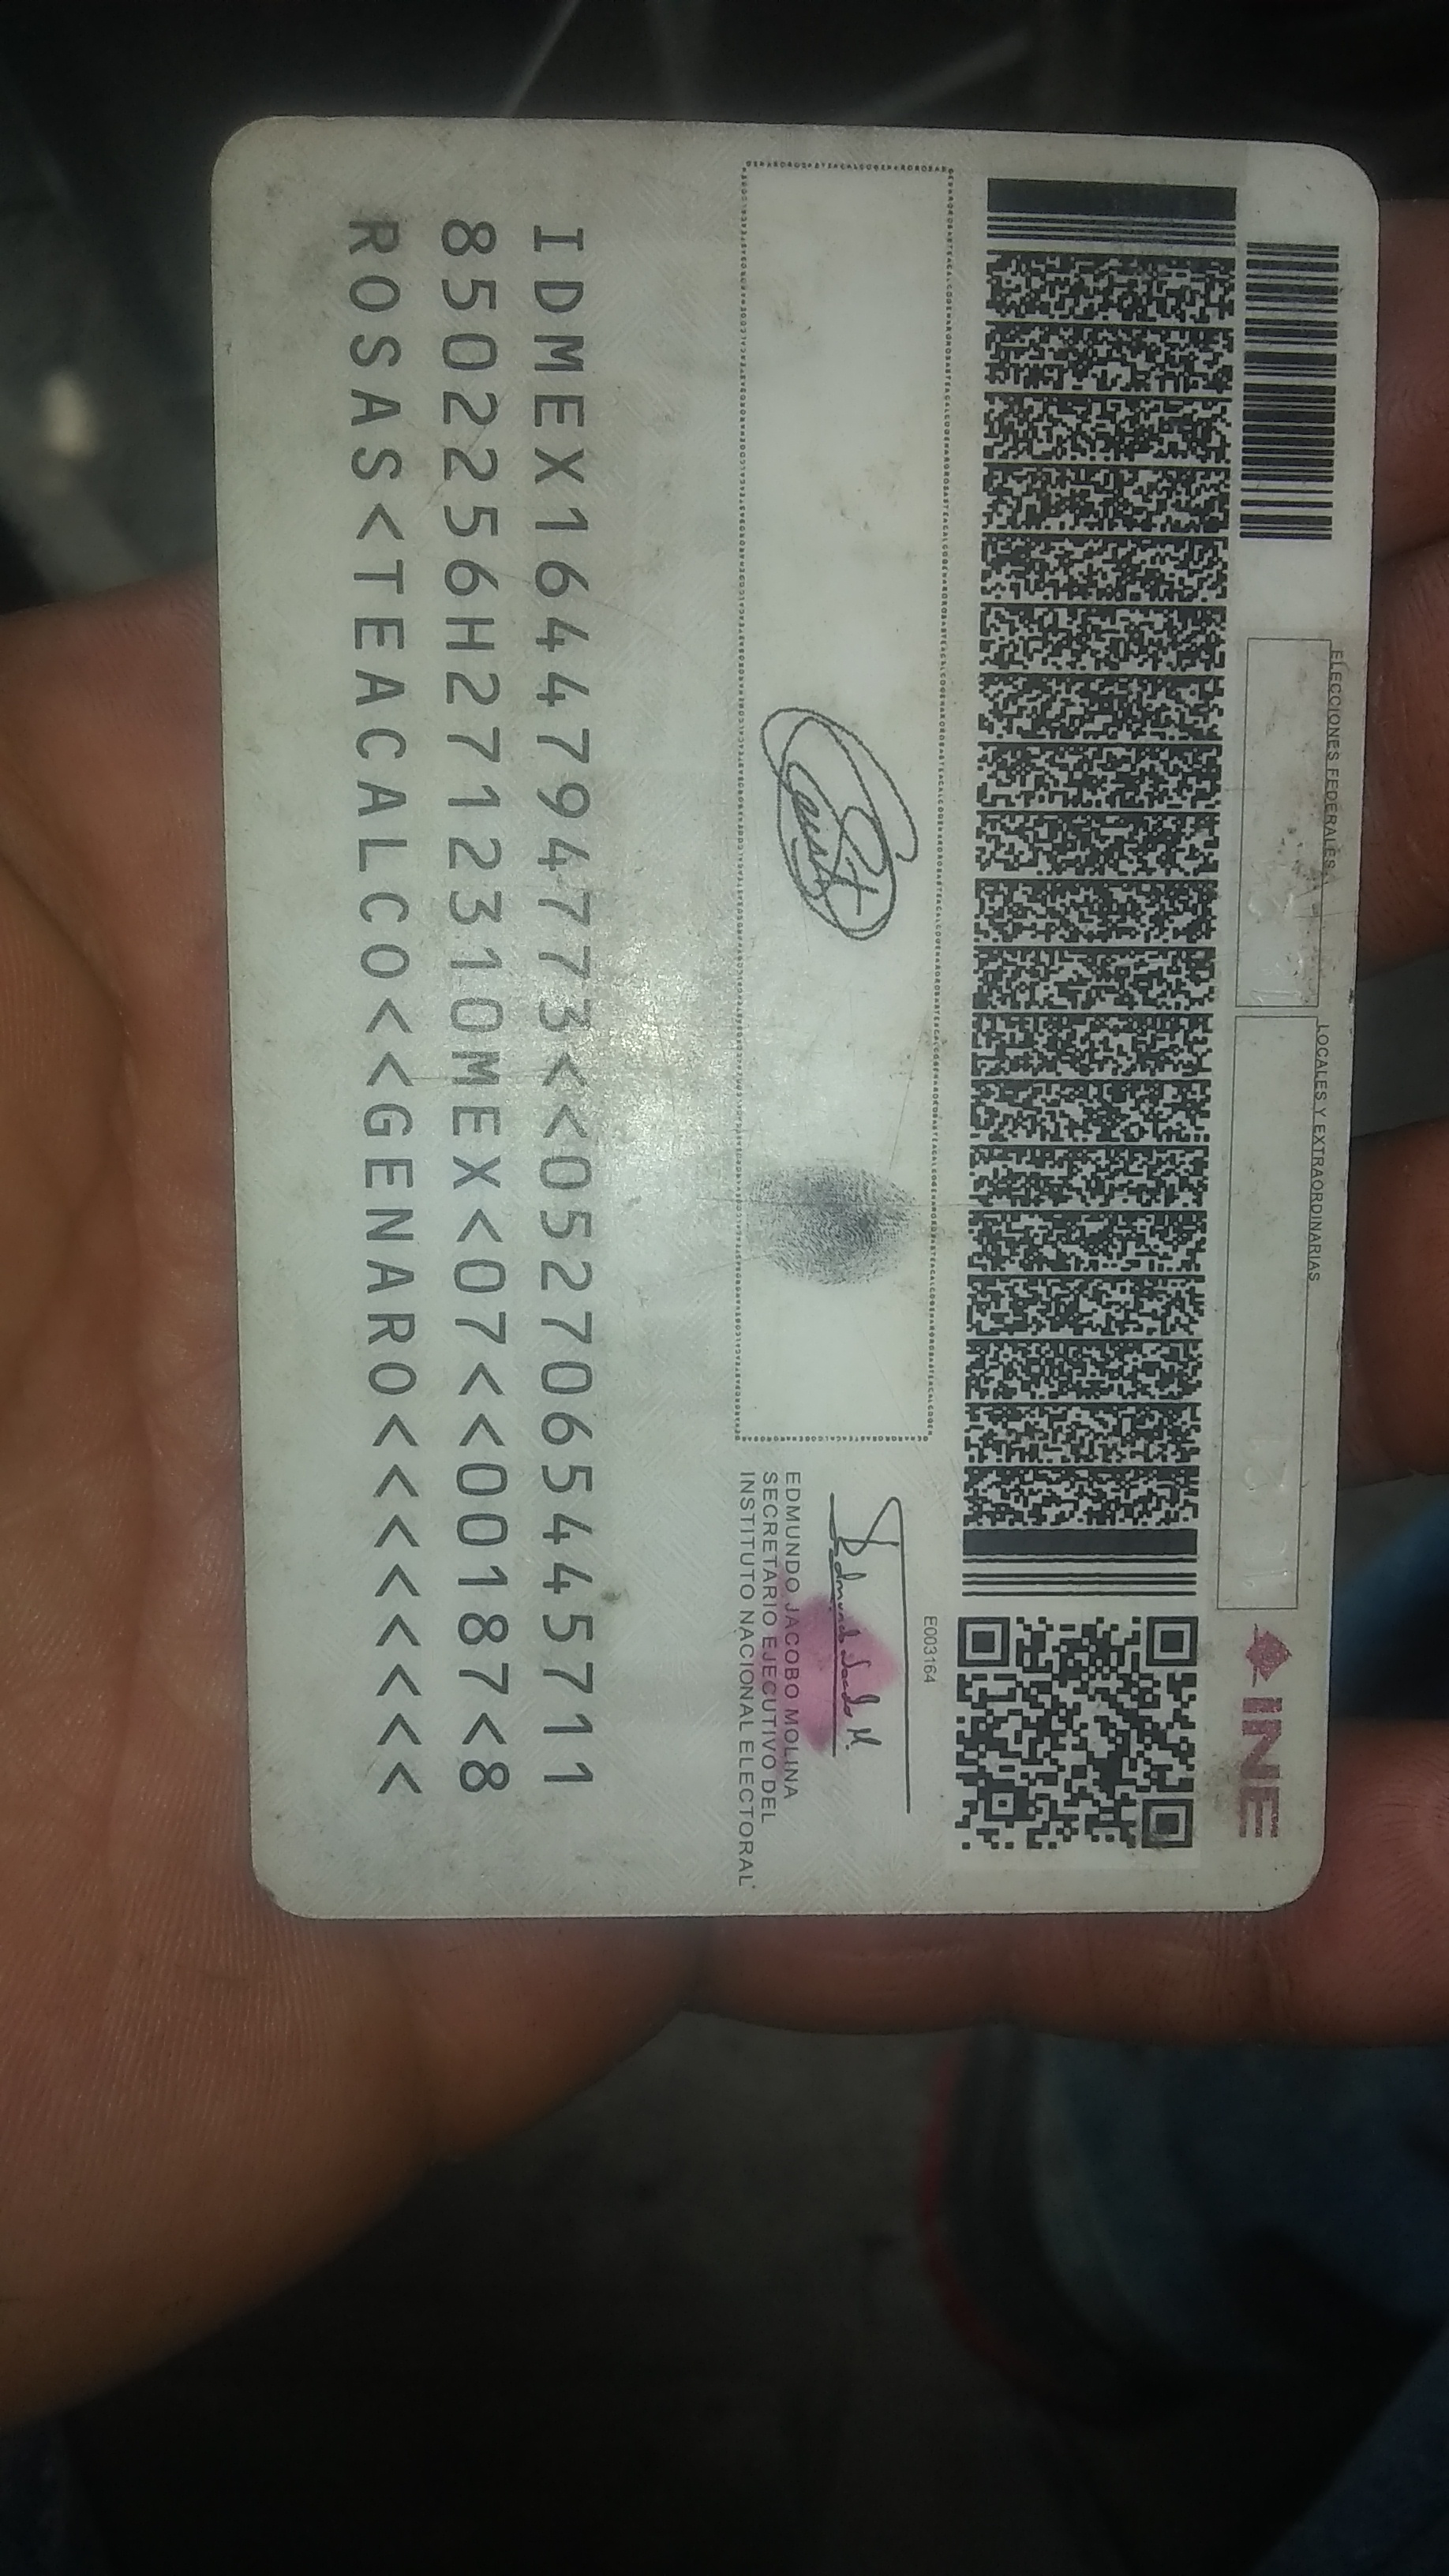 ELECCIONES FEDERALES
LOCALES Y EXTRAORDINARIAS
INE
E003164
EDMUNDO JACOBO MOLINA
SECRETARIO EJECUTIVO DEL
INSTITUTO NACIONAL ELECTORAL
IDMEX1644794773<<0527065445711
8502256H2712310MEX<07<<00187<8
ROSAS<TEACALCO<<GENARO<<<<<<<<